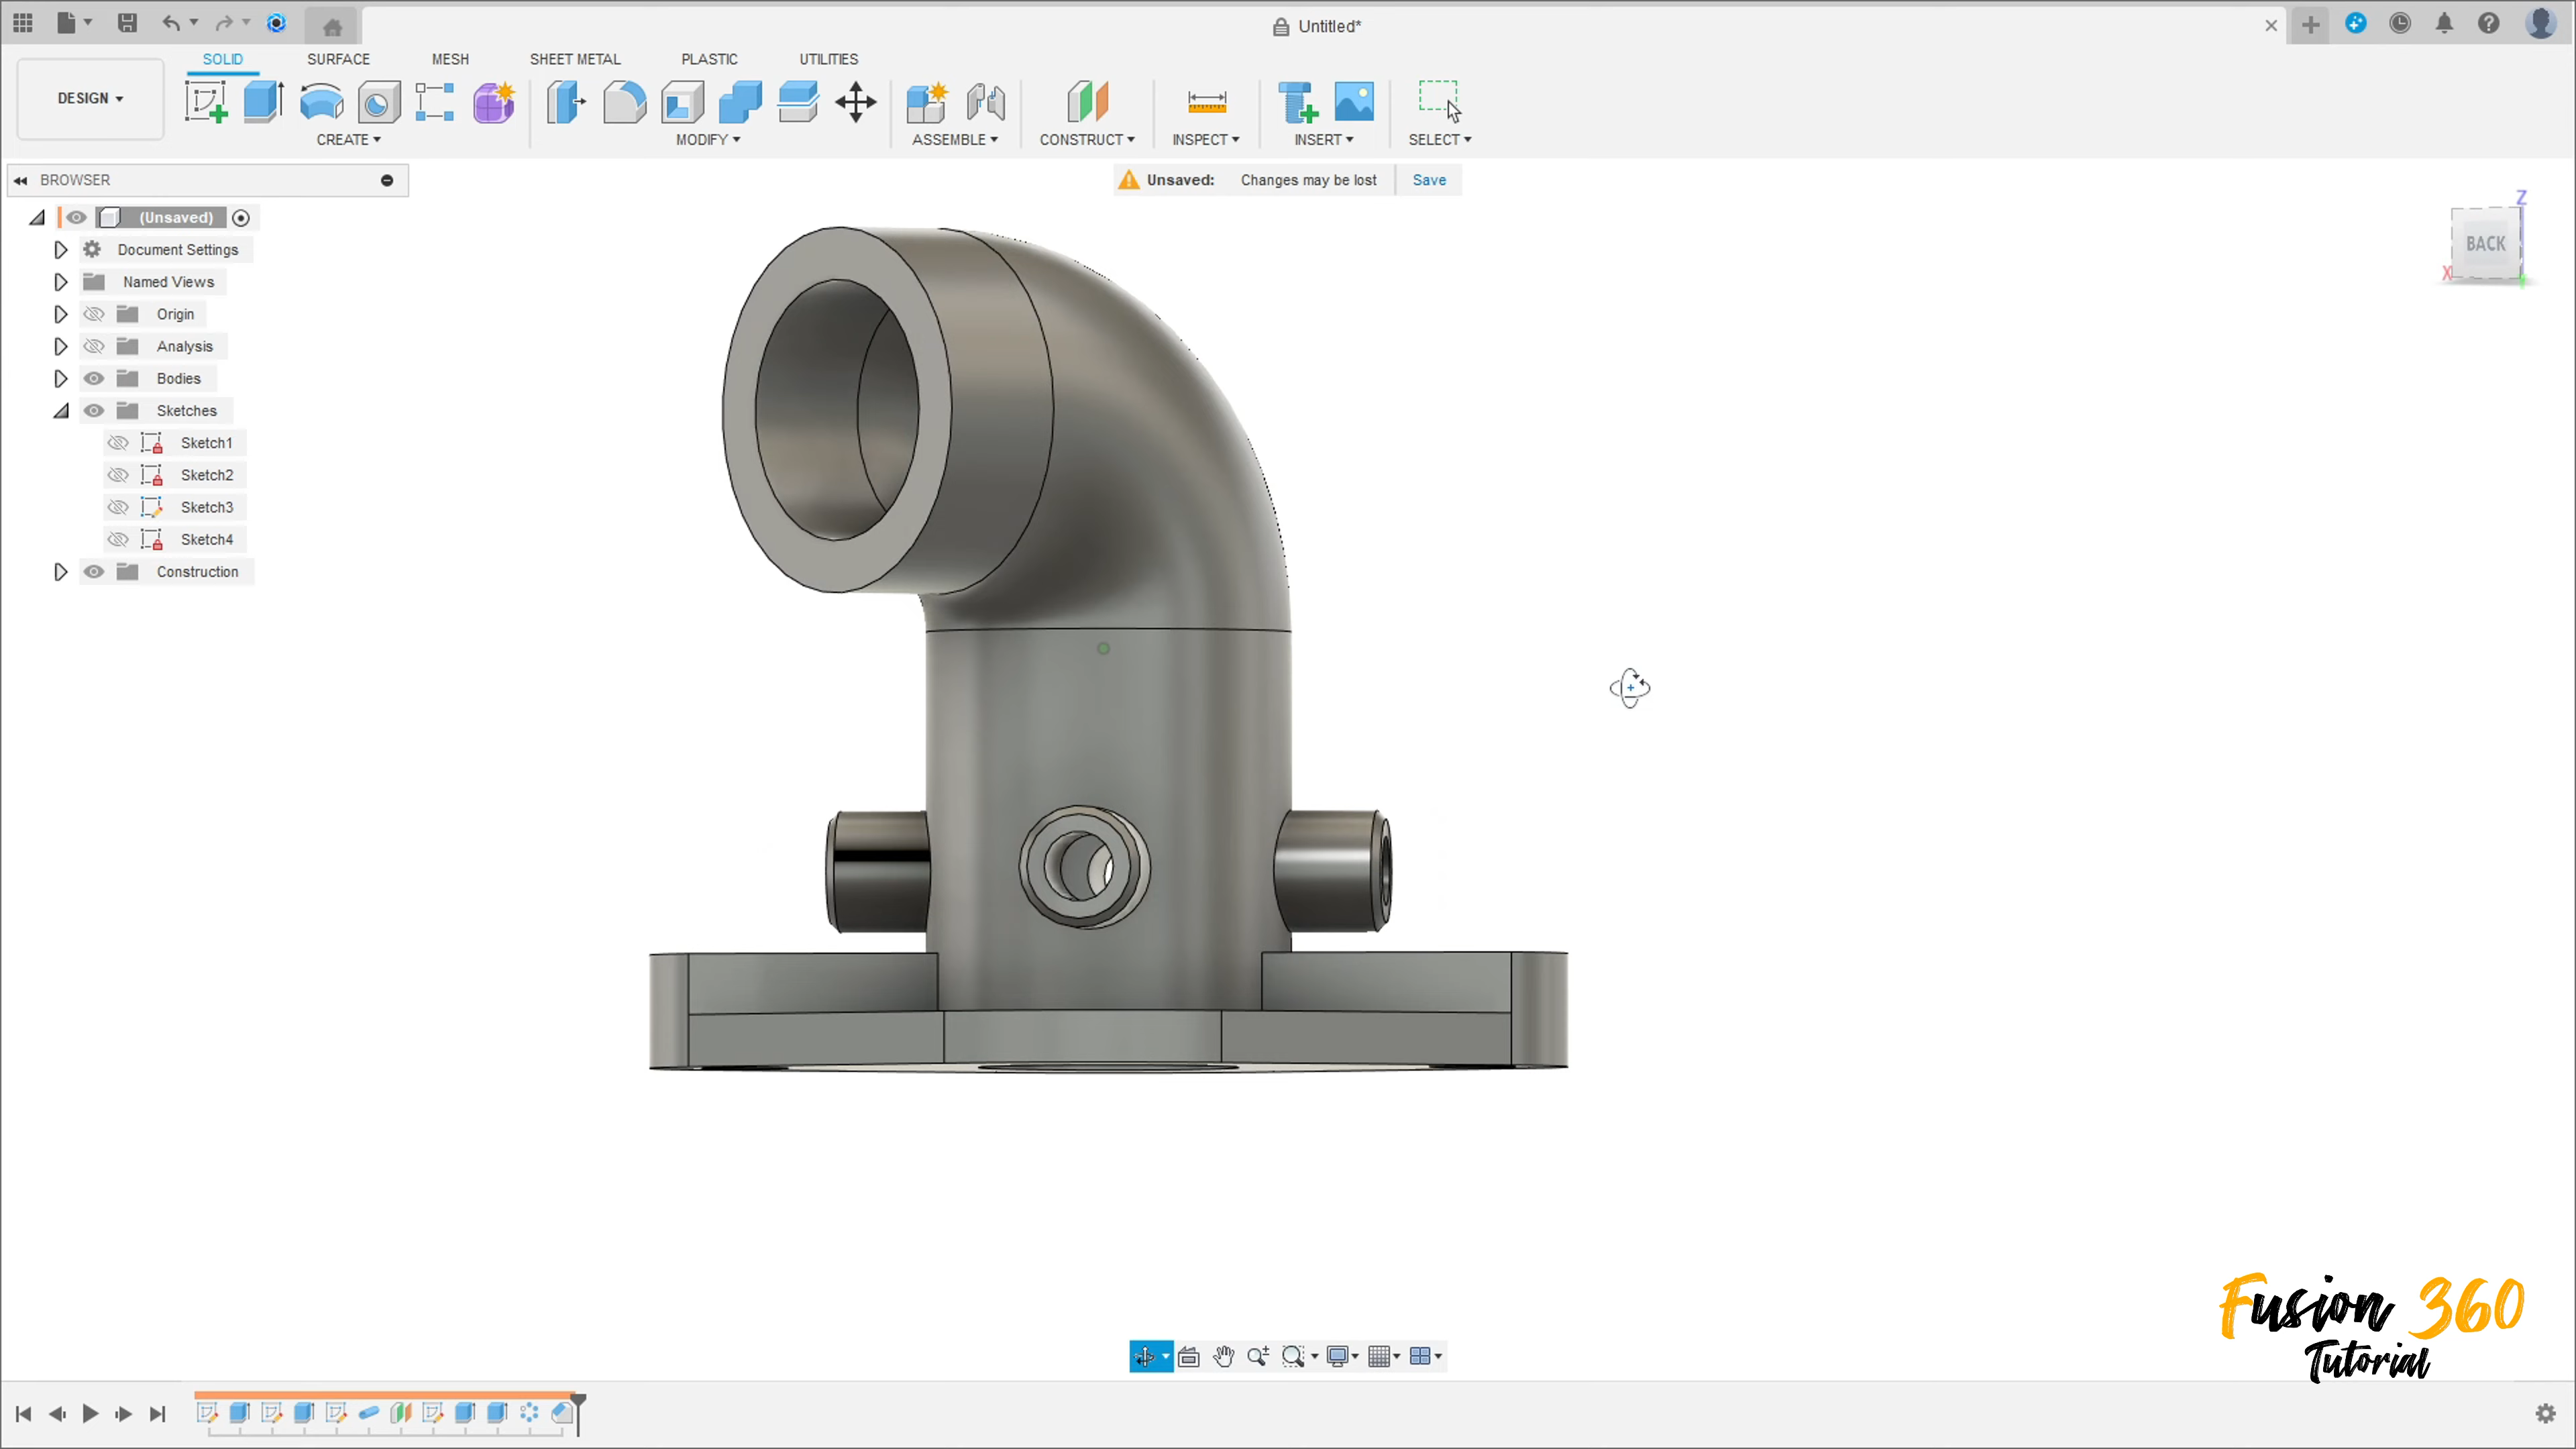 Untitled*
SOLID SURFACE MESH SHEET METAL PLASTIC UTILITIES
DESIGN
CREATE MODIFY ASSEMBLE CONSTRUCT INSPECT INSERT SELECT
BROWSER
Unsaved: Changes may be lost Save
(Unsaved)
Document Settings
Named Views
Origin
Analysis
Bodies
Sketches
Sketch1
Sketch2
Sketch3
Sketch4
Construction
Z
BACK
X
Y
Fusion 360
Tutorial